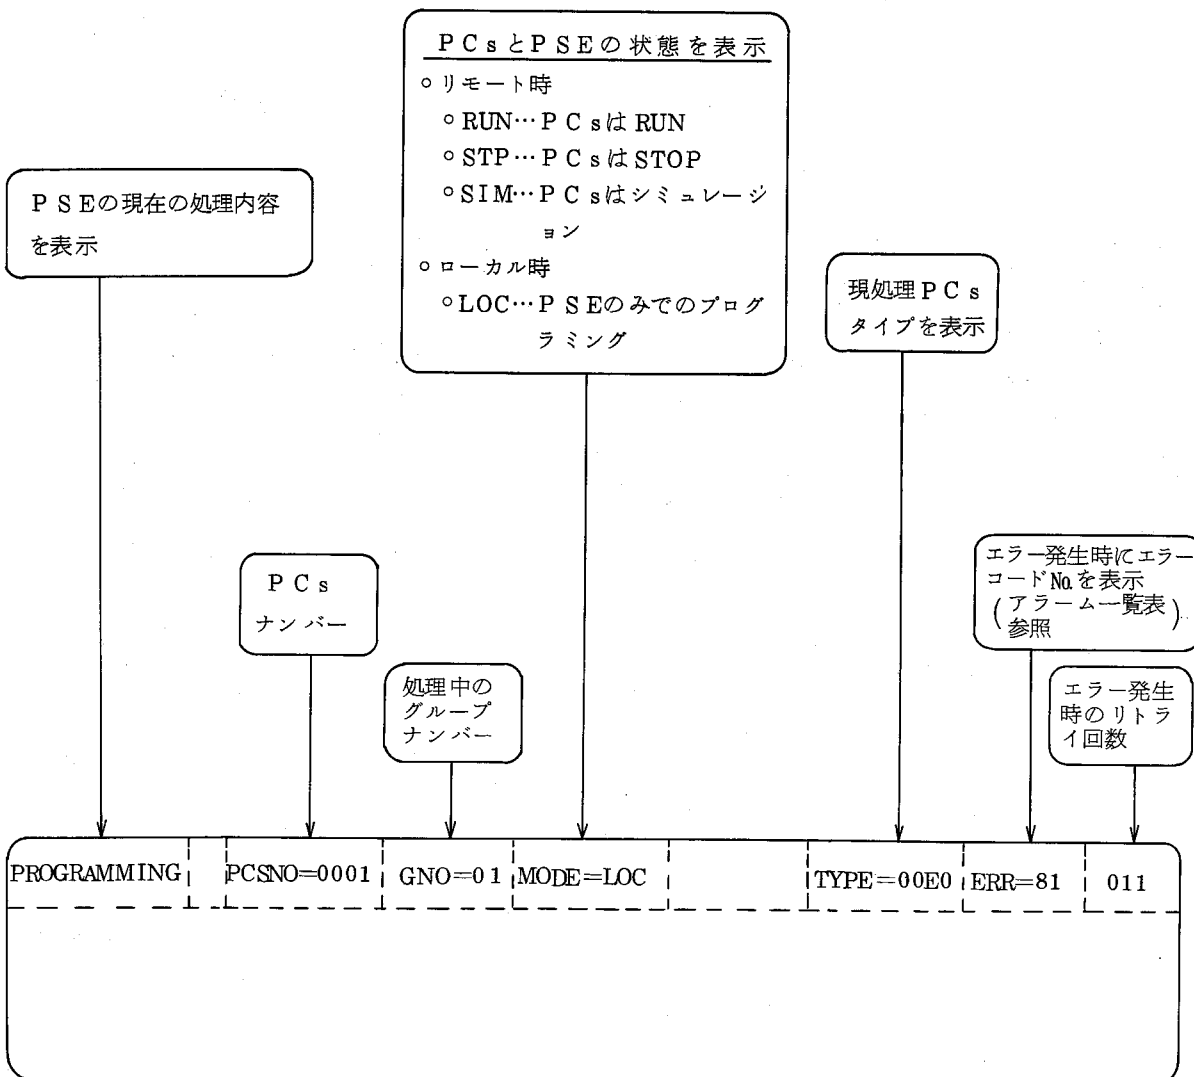 PCsとPSEの状態を表示
○リモート時
○RUN…PCsはRUN
○STP…PCsはSTOP
○SIM…PCsはシミュレージ
ョン
○ローカル時
○LOC…PSEのみでのプログ
ラミング
PSEの現在の処理内容
を表示
現処理PCs
タイプを表示
PCs
ナンバー
エラー発生時にエラー
コードNo.を表示
(アラーム一覧表
参照)
処理中の
グループ
ナンバー
エラー発生
時のリトラ
イ回数
PROGRAMMING PCSNO=0001 GNO=01 MODE=LOC TYPE=00E0 ERR=81 011